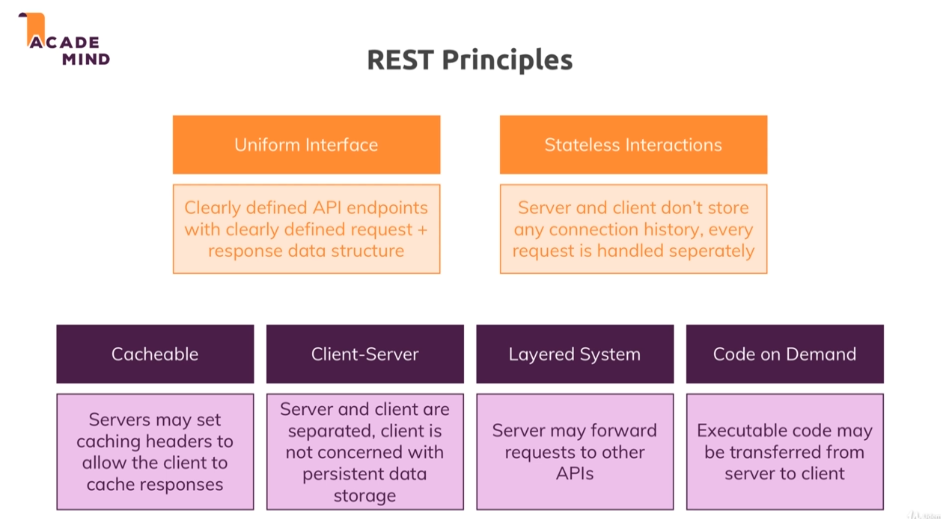 ACADE
MIND
REST Principles
Uniform Interface
Clearly defined API endpoints
with clearly defined request +
response data structure
Stateless Interactions
Server and client don't store
any connection history, every
request is handled seperately
Cacheable
Servers may set
caching headers to
allow the client to
cache responses
Client-Server
Server and client are
separated, client is
not concerned with
persistent data
storage
Layered System
Server may forward
requests to other
APIs
Code on Demand
Executable code may
be transferred from
server to client